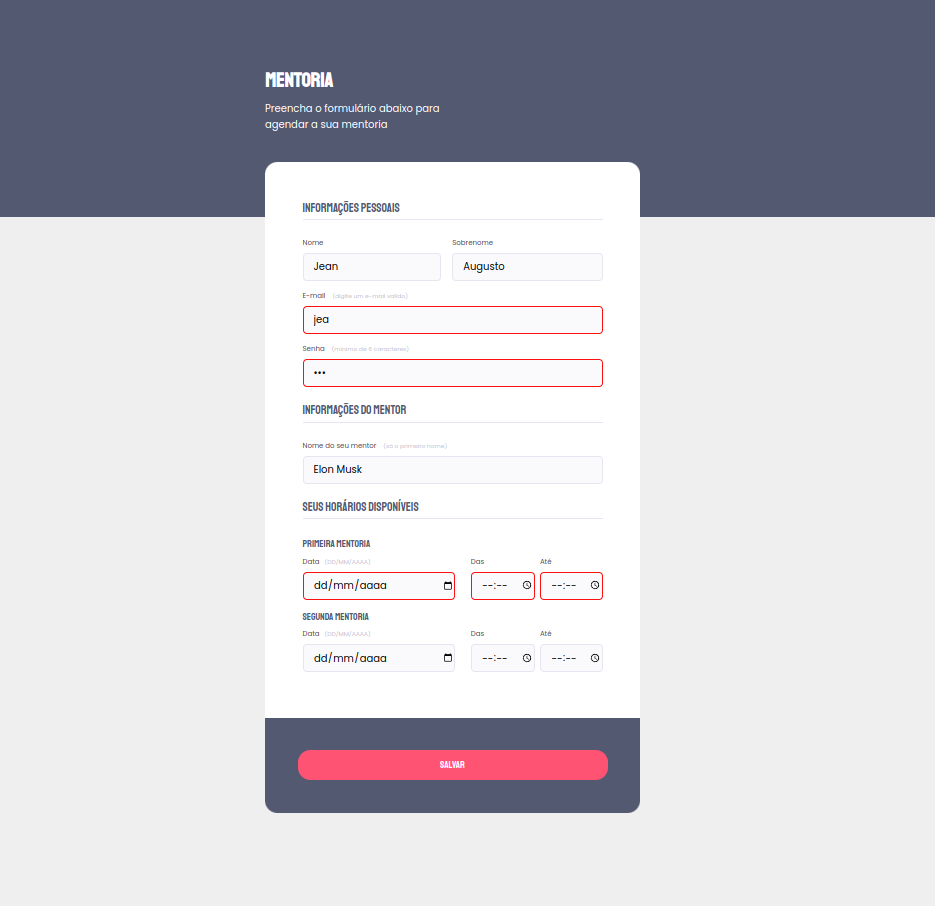 MENTORIA
Preencha o formulário abaixo para
agendar a sua mentoria
INFORMAÇÕES PESSOAIS
Nome Sobrenome
Jean Augusto
E-mail (digite um e-mail valido)
jea
Senha (minimo de 6 caracteres)
•••
INFORMAÇÕES DO MENTOR
Nome do seu mentor (só o primeiro nome)
Elon Musk
SEUS HORÁRIOS DISPONÍVEIS
PRIMEIRA MENTORIA
Data (DD/MM/AAAA) Das Até
dd/mm/aaaa --:-- --:--
SEGUNDA MENTORIA
Data (DD/MM/AAAA) Das Até
dd/mm/aaaa --:-- --:--
SALVAR